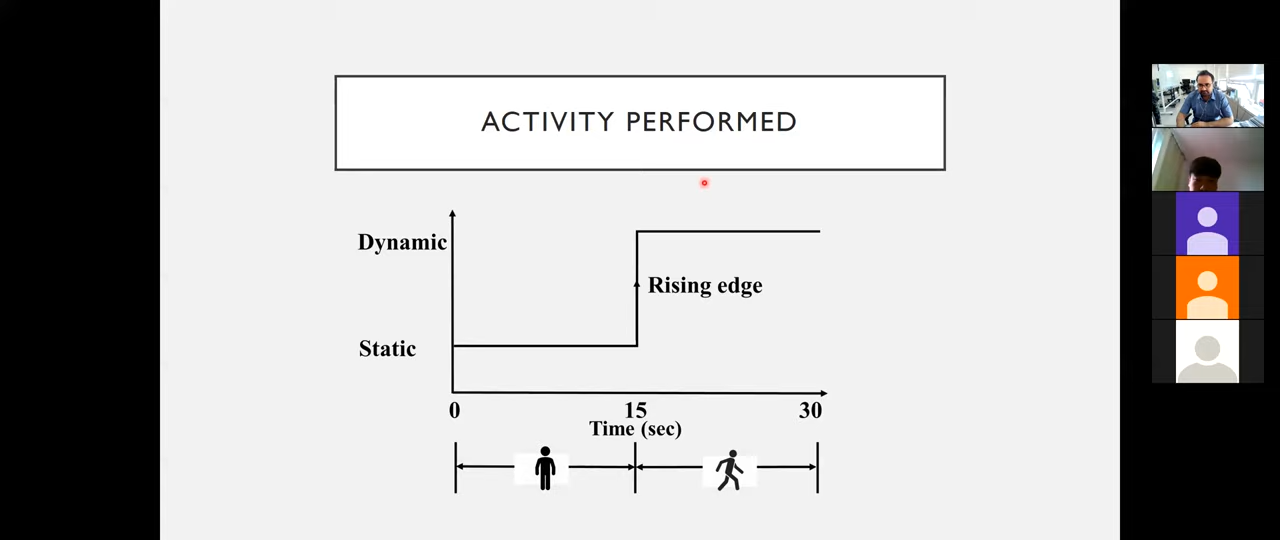 ACTIVITY PERFORMED
Dynamic
Rising edge
Static
0 15 30
Time (sec)